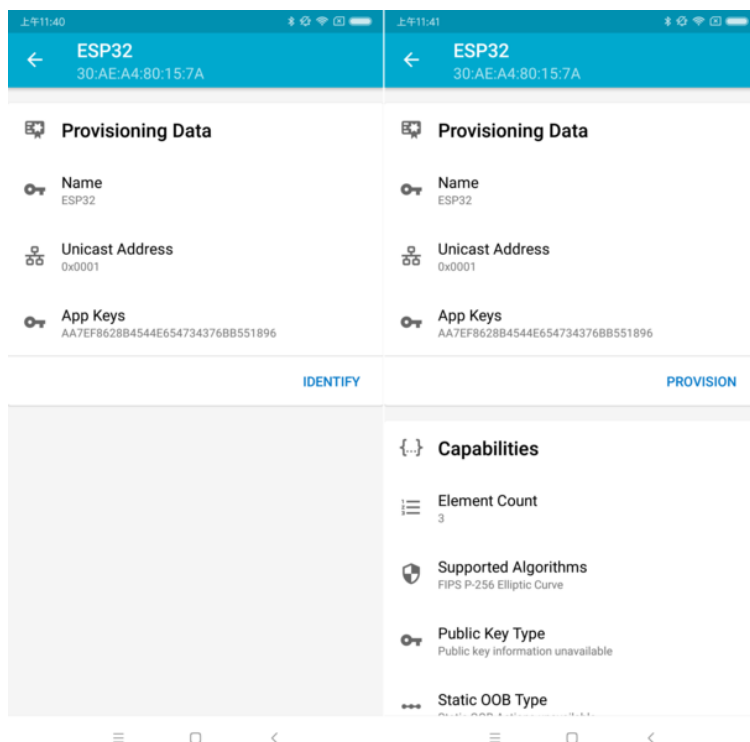 上午11:40
ESP32
30:AE:A4:80:15:7A
Provisioning Data
Name
ESP32
Unicast Address
0x0001
App Keys
AA7EF8628B4544E654734376BB551896
IDENTIFY
上午11:41
ESP32
30:AE:A4:80:15:7A
Provisioning Data
Name
ESP32
Unicast Address
0x0001
App Keys
AA7EF8628B4544E654734376BB551896
PROVISION
{...} Capabilities
Element Count
3
Supported Algorithms
FIPS P-256 Elliptic Curve
Public Key Type
Public key information unavailable
Static OOB Type